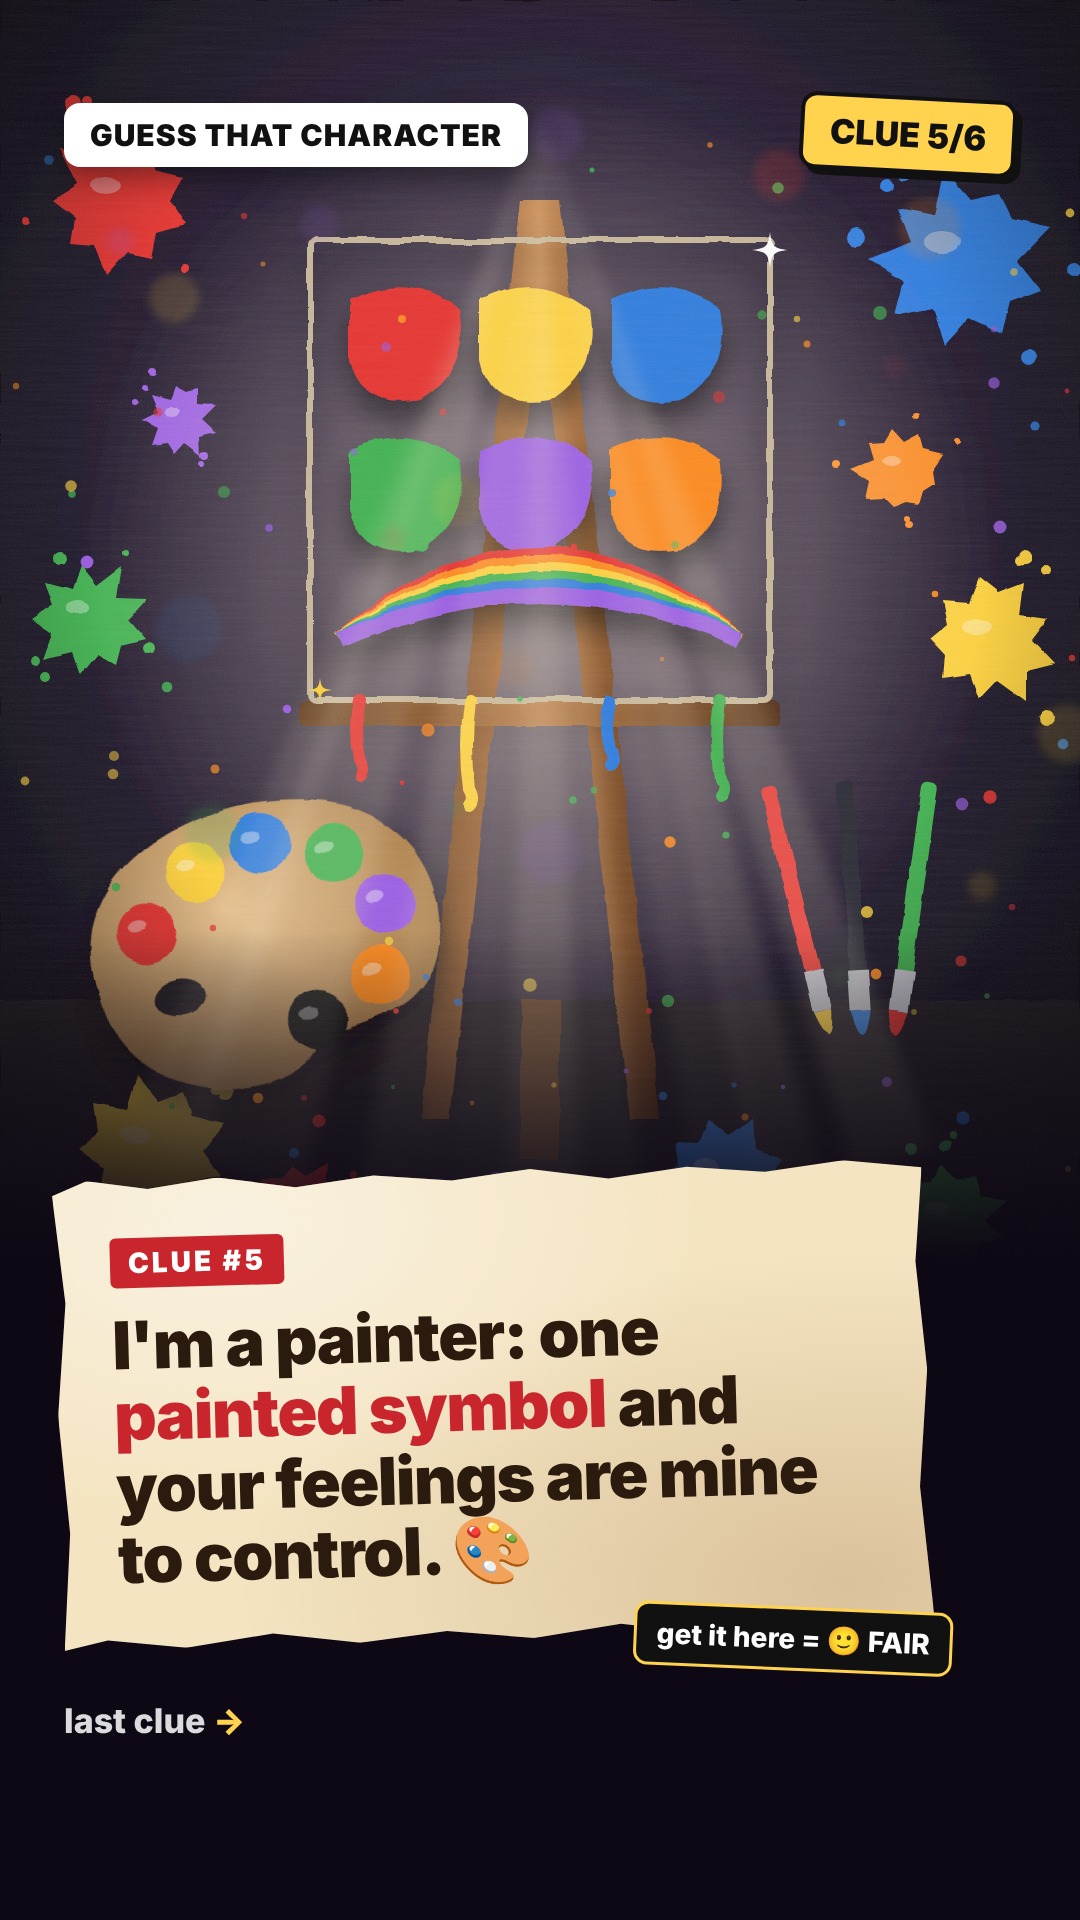 GUESS THAT CHARACTER
CLUE 5/6
CLUE #5
I'm a painter: one
painted symbol and
your feelings are mine
to control. 🎨
get it here = 🙂 FAIR
last clue →